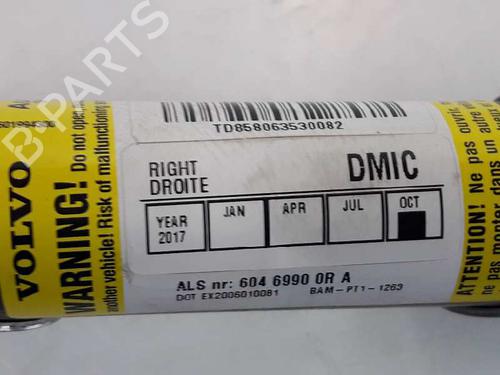 VOLVO
WARNING! Do not open
another vehicle! Risk of malfunctioning
TD858063530082
RIGHT
DROITE
DMIC
YEAR
2017
JAN
APR
JUL
OCT
ALS nr: 604 6990 0R A
DOT EX2006010081 BAM-PT1-1263
ATTENTION! Ne pas ouvrir.
ne pas monter dans un autre
B-PARTS